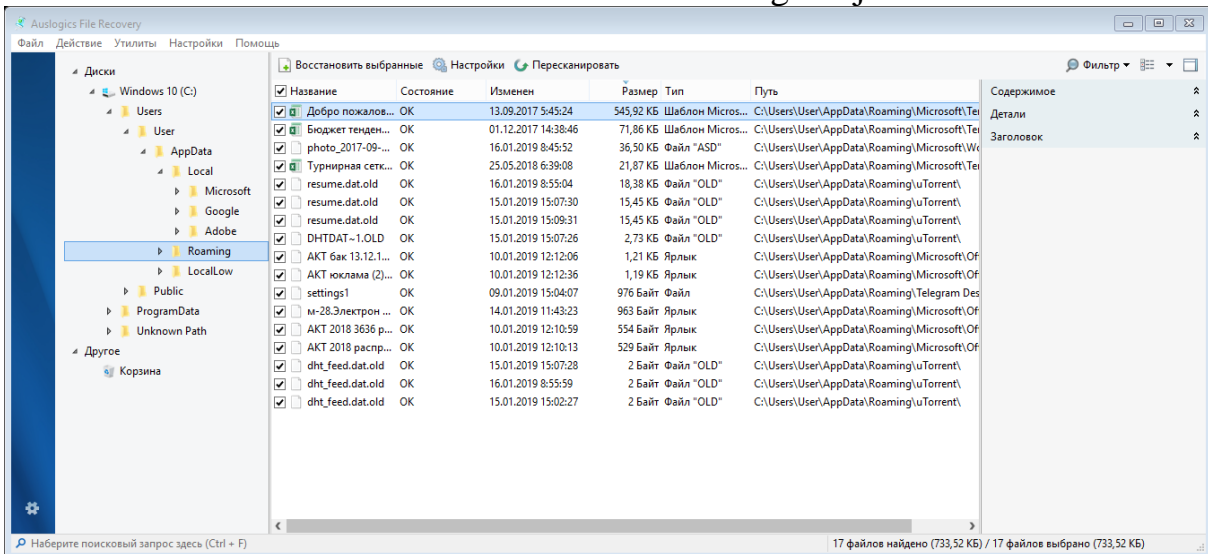 Auslogics File Recovery
Файл Действие Утилиты Настройки Помощь
Восстановить выбранные Настройки Пересканировать Фильтр
Диски
Windows 10 (C:)
Users
User
AppData
Local
Microsoft
Google
Adobe
Roaming
LocalLow
Public
ProgramData
Unknown Path
Другое
Корзина
Название Состояние Изменен Размер Тип Путь
Добро пожалов... ОК 13.09.2017 5:45:24 545,92 КБ Шаблон Micros... C:\Users\User\AppData\Roaming\Microsoft\Te
Бюджет тенден... ОК 01.12.2017 14:38:46 71,86 КБ Шаблон Micros... C:\Users\User\AppData\Roaming\Microsoft\Te
photo_2017-09-... ОК 16.01.2019 8:45:52 36,50 КБ Файл "ASD" C:\Users\User\AppData\Roaming\Microsoft\Wo
Турнирная сетк... ОК 25.05.2018 6:39:08 21,87 КБ Шаблон Micros... C:\Users\User\AppData\Roaming\Microsoft\Te
resume.dat.old ОК 16.01.2019 8:55:04 18,38 КБ Файл "OLD" C:\Users\User\AppData\Roaming\uTorrent\
resume.dat.old ОК 15.01.2019 15:07:30 15,45 КБ Файл "OLD" C:\Users\User\AppData\Roaming\uTorrent\
resume.dat.old ОК 15.01.2019 15:09:31 15,45 КБ Файл "OLD" C:\Users\User\AppData\Roaming\uTorrent\
DHTDAT~1.OLD ОК 15.01.2019 15:07:26 2,73 КБ Файл "OLD" C:\Users\User\AppData\Roaming\uTorrent\
АКТ бак 13.12.1... ОК 10.01.2019 12:12:06 1,21 КБ Ярлык C:\Users\User\AppData\Roaming\Microsoft\Of
АКТ юклама (2)... ОК 10.01.2019 12:12:36 1,19 КБ Ярлык C:\Users\User\AppData\Roaming\Microsoft\Of
settings1 ОК 09.01.2019 15:04:07 976 Байт Файл C:\Users\User\AppData\Roaming\Telegram Des
м-28.Электрон ... ОК 14.01.2019 11:43:23 963 Байт Ярлык C:\Users\User\AppData\Roaming\Microsoft\Of
АКТ 2018 3636 р... ОК 10.01.2019 12:10:59 554 Байт Ярлык C:\Users\User\AppData\Roaming\Microsoft\Of
АКТ 2018 распр... ОК 10.01.2019 12:10:13 529 Байт Ярлык C:\Users\User\AppData\Roaming\Microsoft\Of
dht_feed.dat.old ОК 15.01.2019 15:07:28 2 Байт Файл "OLD" C:\Users\User\AppData\Roaming\uTorrent\
dht_feed.dat.old ОК 16.01.2019 8:55:59 2 Байт Файл "OLD" C:\Users\User\AppData\Roaming\uTorrent\
dht_feed.dat.old ОК 15.01.2019 15:02:27 2 Байт Файл "OLD" C:\Users\User\AppData\Roaming\uTorrent\
Содержимое
Детали
Заголовок
Наберите поисковый запрос здесь (Ctrl + F) 17 файлов найдено (733,52 КБ) / 17 файлов выбрано (733,52 КБ)